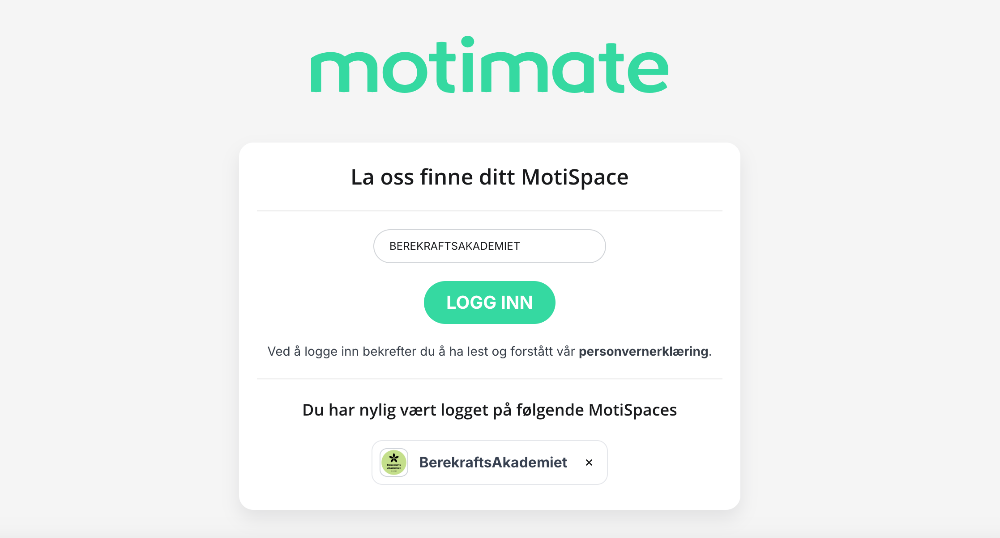 motimate
La oss finne ditt MotiSpace
BEREKRAFTSAKADEMIET
LOGG INN
Ved å logge inn bekrefter du å ha lest og forstått vår personvernerklæring.
Du har nylig vært logget på følgende MotiSpaces
Bærekrafts
Akademiet
BerekraftsAkademiet ×